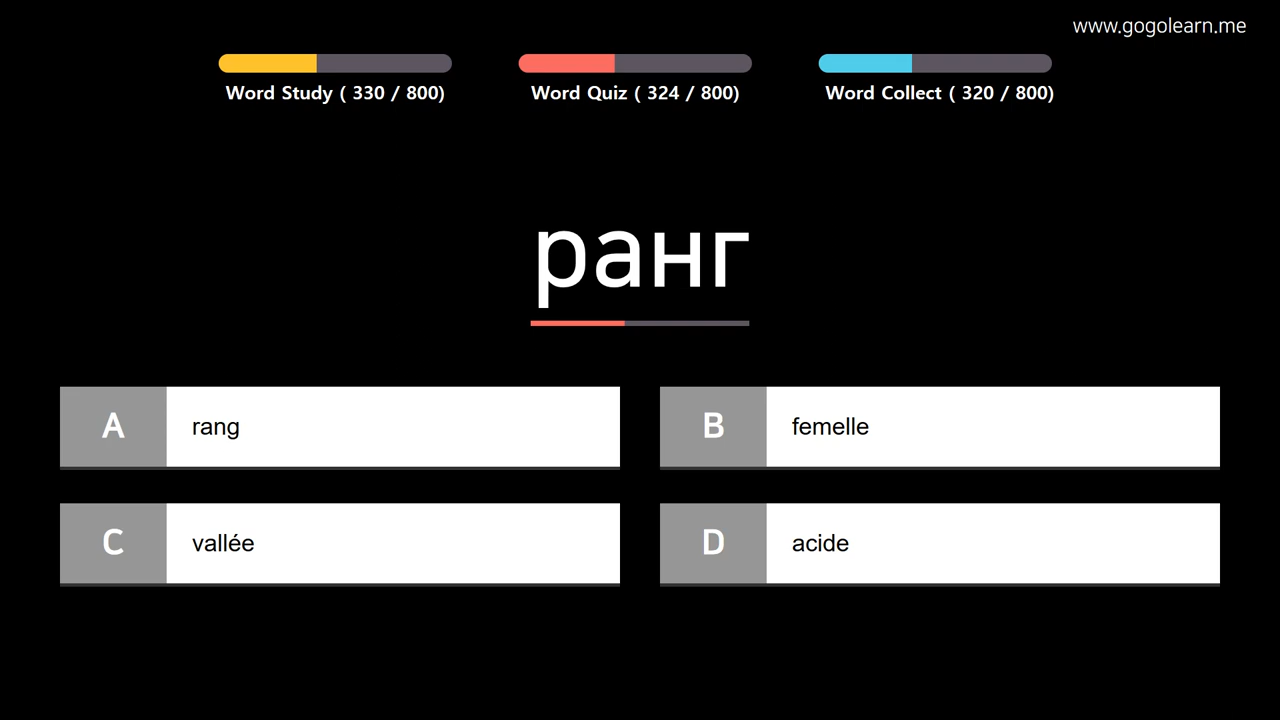 www.gogolearn.me
Word Study ( 330 / 800)
Word Quiz ( 324 / 800)
Word Collect ( 320 / 800)
ранг
A
rang
B
femelle
C
vallée
D
acide